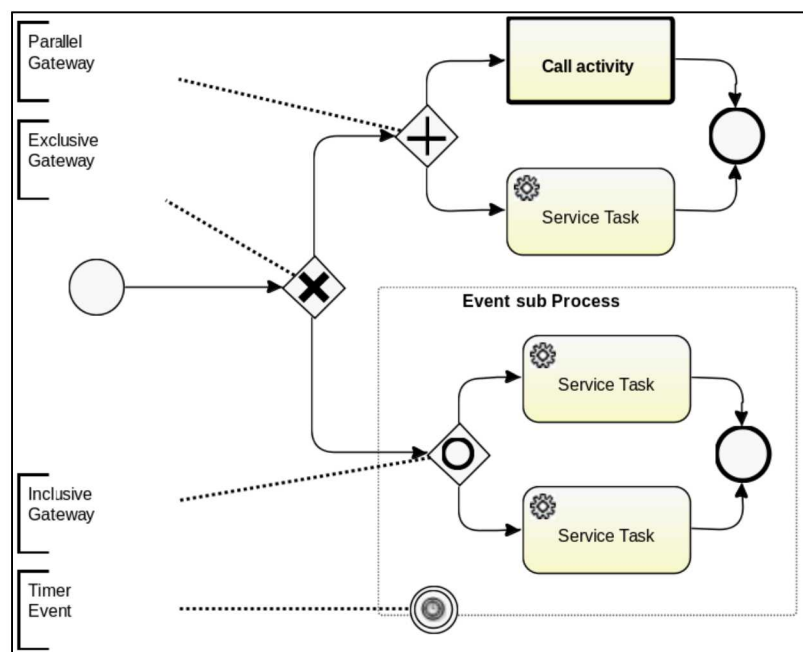 Parallel
Gateway
Call activity
Exclusive
Gateway
Service Task
Event sub Process
Service Task
Inclusive
Gateway
Service Task
Timer
Event